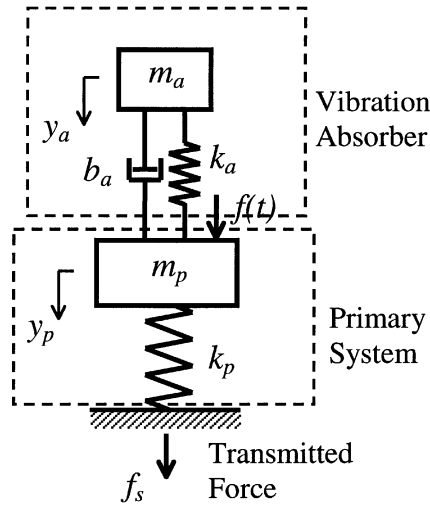 m_a
Vibration
Absorber
y_a
b_a
k_a
f(t)
m_p
y_p
k_p
Primary
System
Transmitted
Force
f_s